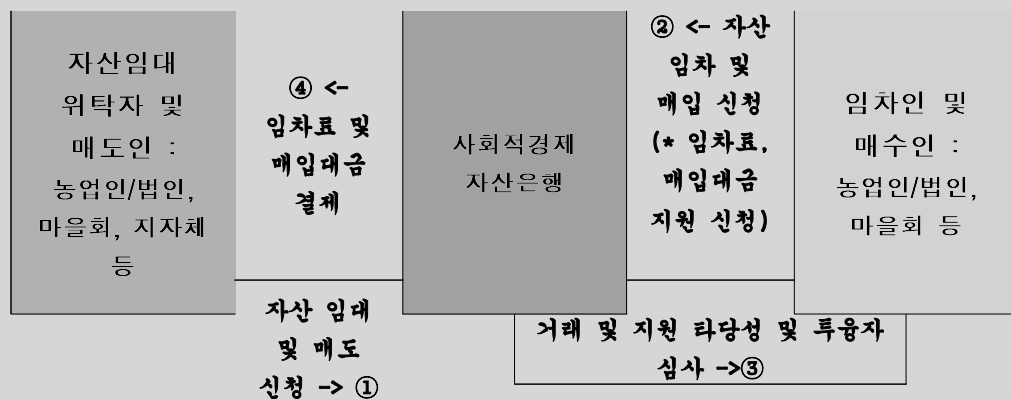 자산임대
위탁자 및
매도인 :
농업인/법인,
마을회, 지자체
등
④ <-
임차료 및
매입대금
결제
자산 임대
및 매도
신청 -> ①
사회적경제
자산은행
② <- 자산
임차 및
매입 신청
(* 임차료,
매입대금
지원 신청)
거래 및 지원 타당성 및 투융자
심사 ->③
임차인 및
매수인 :
농업인/법인,
마을회 등